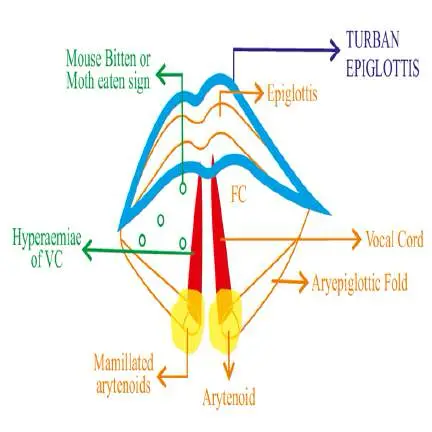 Mouse Bitten or
Moth eaten sign
TURBAN
EPIGLOTTIS
Epiglottis
FC
Hyperaemiae
of VC
Vocal Cord
Aryepiglottic Fold
Mamillated
arytenoids
Arytenoid